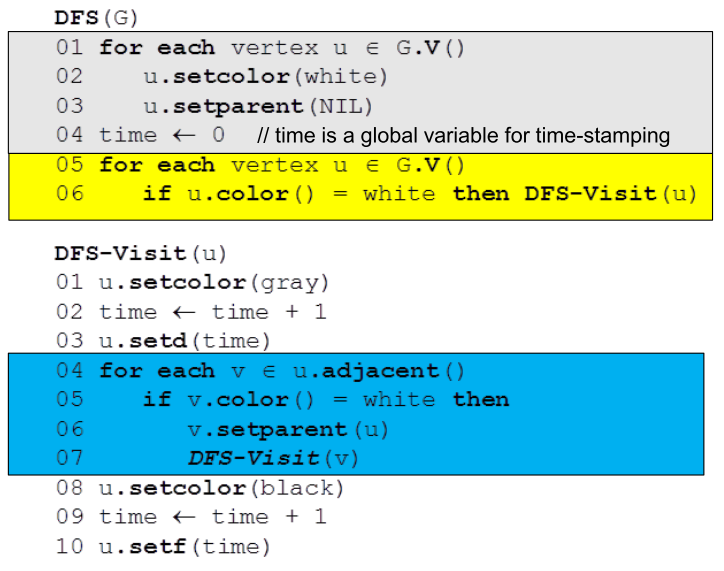 DFS(G)
01 for each vertex u ∈ G.V()
02    u.setcolor(white)
03    u.setparent(NIL)
04 time ← 0   // time is a global variable for time-stamping
05 for each vertex u ∈ G.V()
06    if u.color() = white then DFS-Visit(u)
DFS-Visit(u)
01 u.setcolor(gray)
02 time ← time + 1
03 u.setd(time)
04 for each v ∈ u.adjacent()
05    if v.color() = white then
06       v.setparent(u)
07       DFS-Visit(v)
08 u.setcolor(black)
09 time ← time + 1
10 u.setf(time)